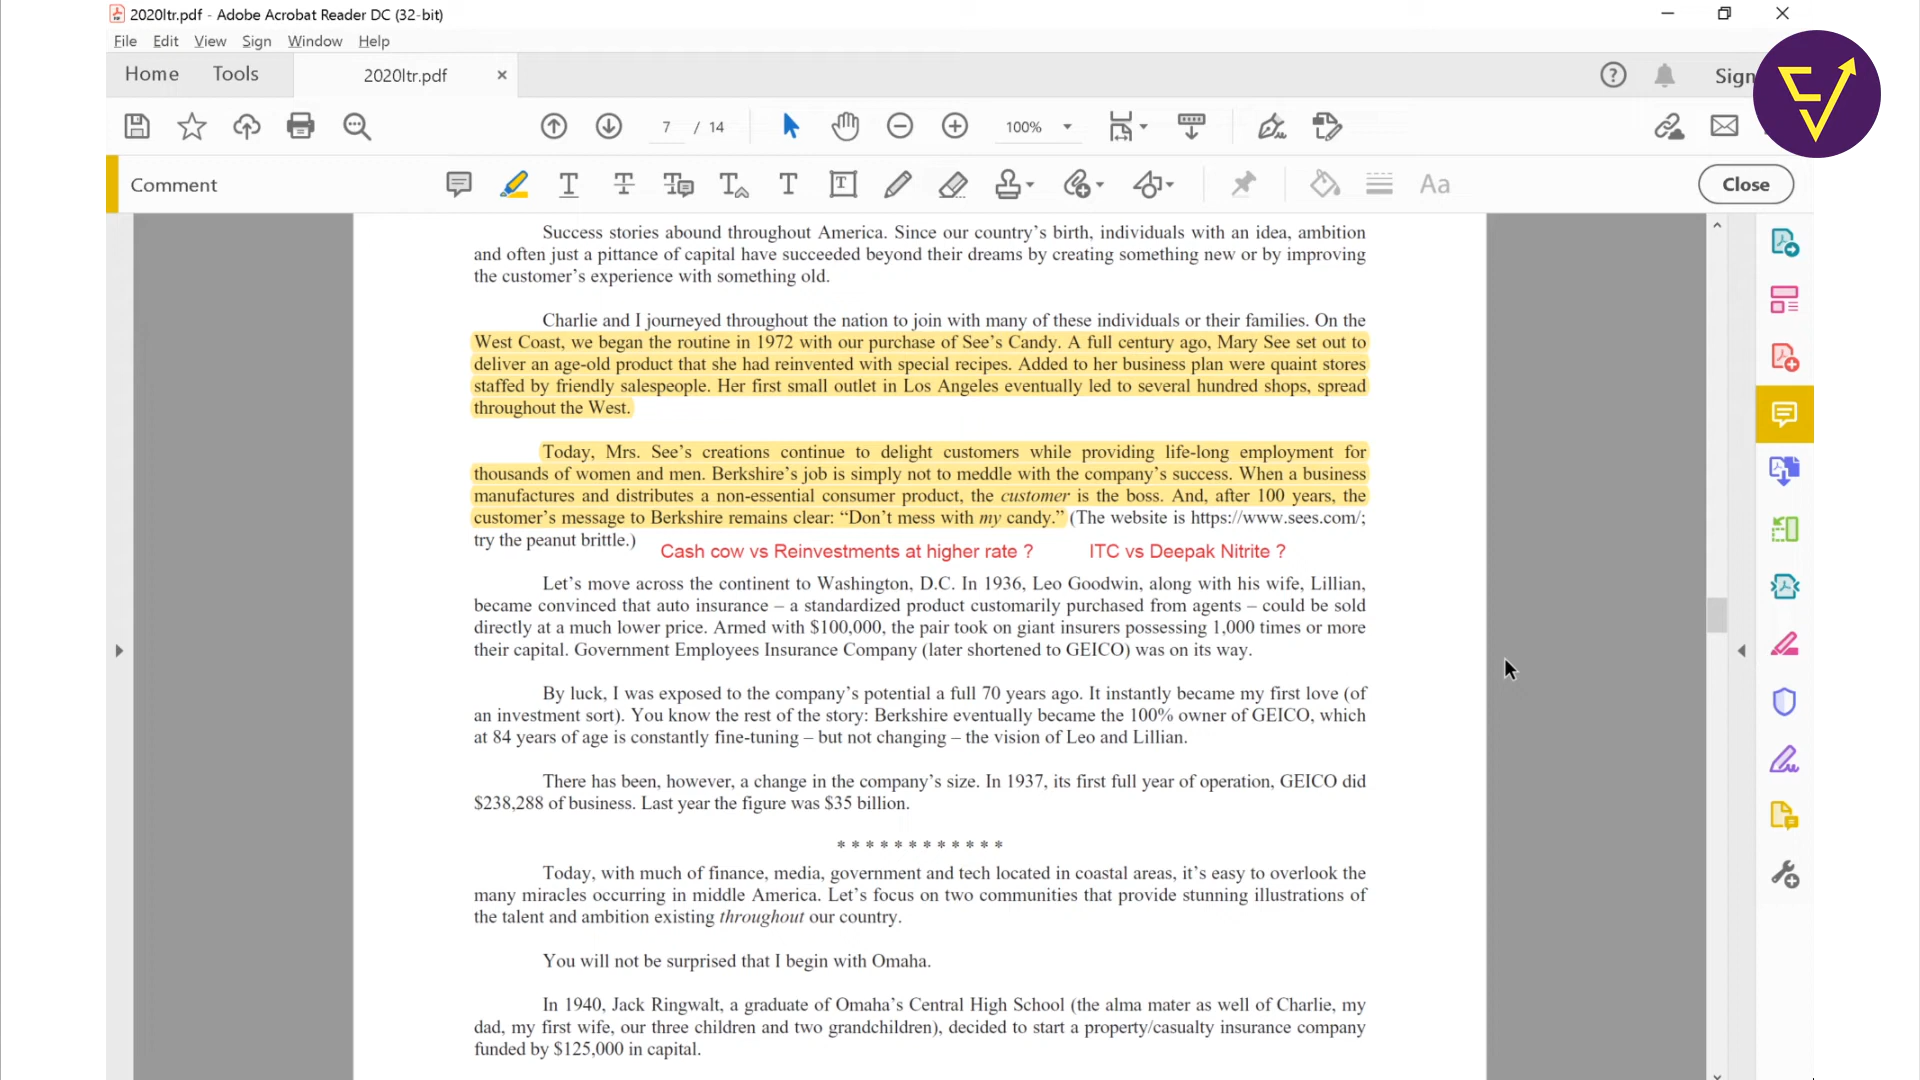 2020ltr.pdf - Adobe Acrobat Reader DC (32-bit)
File Edit View Sign Window Help
Home Tools 2020ltr.pdf Sign
7 / 14 100%
Comment Aa Close
Success stories abound throughout America. Since our country's birth, individuals with an idea, ambition
and often just a pittance of capital have succeeded beyond their dreams by creating something new or by improving
the customer's experience with something old.
Charlie and I journeyed throughout the nation to join with many of these individuals or their families. On the
West Coast, we began the routine in 1972 with our purchase of See's Candy. A full century ago, Mary See set out to
deliver an age-old product that she had reinvented with special recipes. Added to her business plan were quaint stores
staffed by friendly salespeople. Her first small outlet in Los Angeles eventually led to several hundred shops, spread
throughout the West.
Today, Mrs. See's creations continue to delight customers while providing life-long employment for
thousands of women and men. Berkshire's job is simply not to meddle with the company's success. When a business
manufactures and distributes a non-essential consumer product, the customer is the boss. And, after 100 years, the
customer's message to Berkshire remains clear: “Don't mess with my candy.” (The website is https://www.sees.com/;
try the peanut brittle.)
Cash cow vs Reinvestments at higher rate ? ITC vs Deepak Nitrite ?
Let's move across the continent to Washington, D.C. In 1936, Leo Goodwin, along with his wife, Lillian,
became convinced that auto insurance – a standardized product customarily purchased from agents – could be sold
directly at a much lower price. Armed with $100,000, the pair took on giant insurers possessing 1,000 times or more
their capital. Government Employees Insurance Company (later shortened to GEICO) was on its way.
By luck, I was exposed to the company's potential a full 70 years ago. It instantly became my first love (of
an investment sort). You know the rest of the story: Berkshire eventually became the 100% owner of GEICO, which
at 84 years of age is constantly fine-tuning – but not changing – the vision of Leo and Lillian.
There has been, however, a change in the company's size. In 1937, its first full year of operation, GEICO did
$238,288 of business. Last year the figure was $35 billion.
* * * * * * * * * * * *
Today, with much of finance, media, government and tech located in coastal areas, it's easy to overlook the
many miracles occurring in middle America. Let's focus on two communities that provide stunning illustrations of
the talent and ambition existing throughout our country.
You will not be surprised that I begin with Omaha.
In 1940, Jack Ringwalt, a graduate of Omaha's Central High School (the alma mater as well of Charlie, my
dad, my first wife, our three children and two grandchildren), decided to start a property/casualty insurance company
funded by $125,000 in capital.